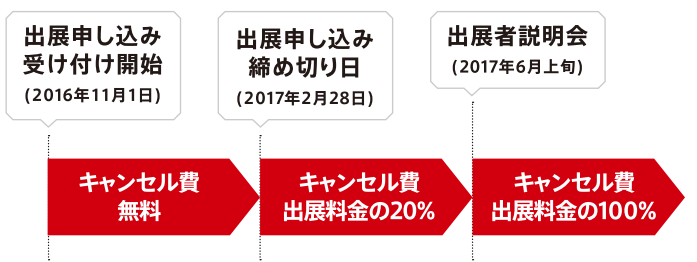 出展申し込み
受け付け開始
(2016年11月1日)
出展申し込み
締め切り日
(2017年2月28日)
出展者説明会
(2017年6月上旬)
キャンセル費
無料
キャンセル費
出展料金の20%
キャンセル費
出展料金の100%